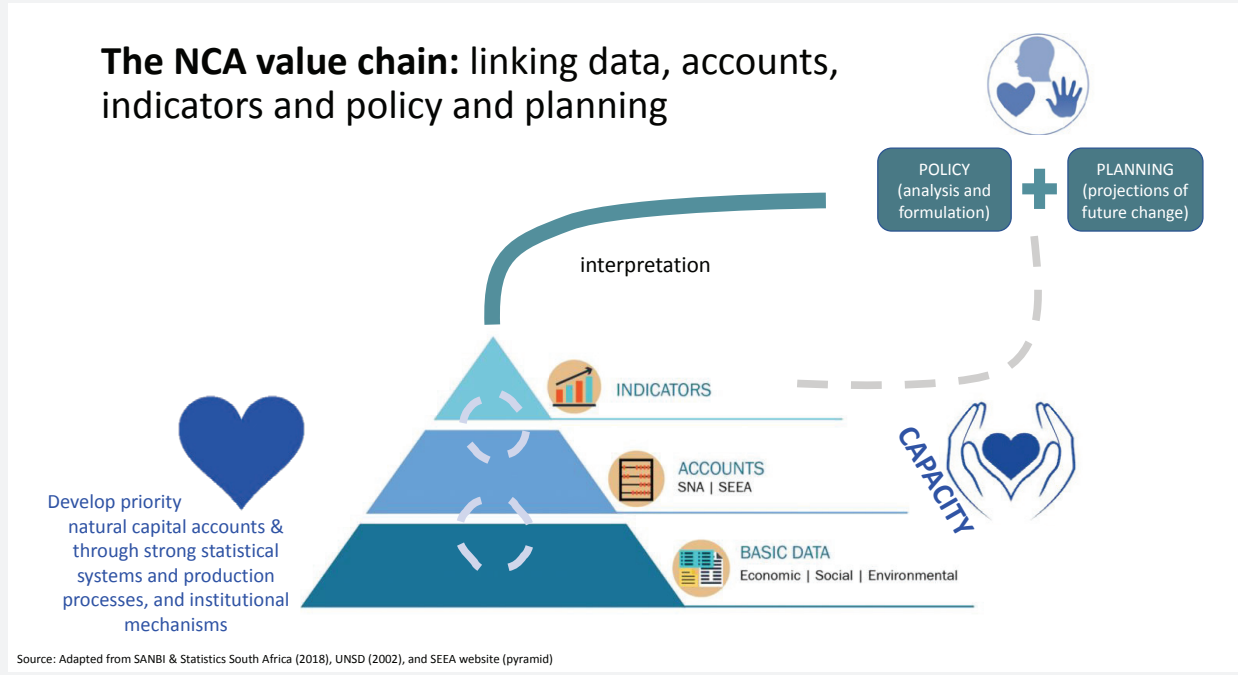 The NCA value chain: linking data, accounts,
indicators and policy and planning
POLICY
(analysis and
formulation)
PLANNING
(projections of
future change)
interpretation
INDICATORS
ACCOUNTS
SNA | SEEA
CAPACITY
BASIC DATA
Economic | Social | Environmental
Develop priority
natural capital accounts &
through strong statistical
systems and production
processes, and institutional
mechanisms
Source: Adapted from SANBI & Statistics South Africa (2018), UNSD (2002), and SEEA website (pyramid)